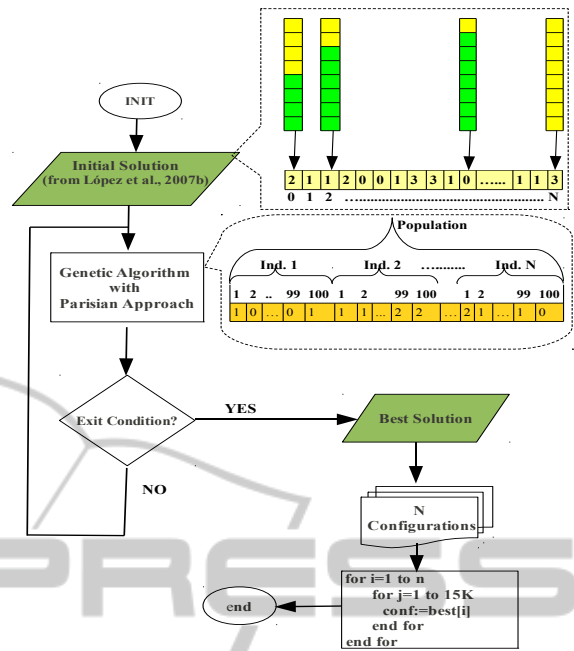 INIT
Initial Solution
(from López et al., 2007b)
2 1 1 2 0 0 1 3 3 1 0 ...... 1 1 3
0 1 2 ................................................ N
Population
Genetic Algorithm
with
Parisian Approach
Ind. 1 Ind. 2 ......... Ind. N
1 2 .. 99 100 1 2 99 100 1 2 99 100
1 0 ... 0 1 1 1 ... 2 2 ... 2 1 ... 1 0
Exit Condition?
YES
Best Solution
NO
N
Configurations
for i=1 to n
for j=1 to 15K
conf:=best[i]
end for
end for
end
PRESS